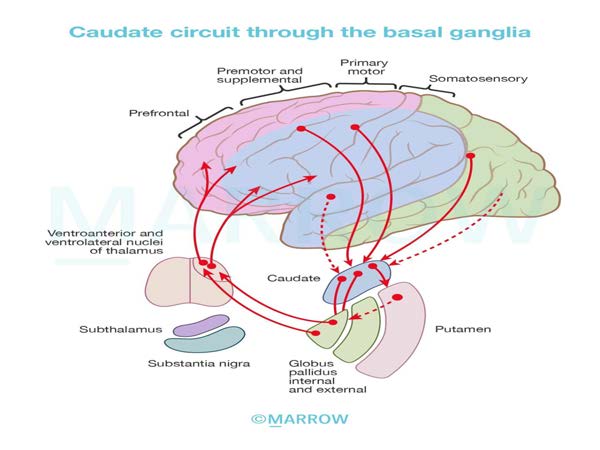 Caudate circuit through the basal ganglia
Primary
motor
Premotor and
supplemental
Somatosensory
Prefrontal
MARROW
Ventroanterior and
ventrolateral nuclei
of thalamus
Caudate
Subthalamus
Putamen
Substantia nigra
Globus
pallidus
internal
and external
©MARROW